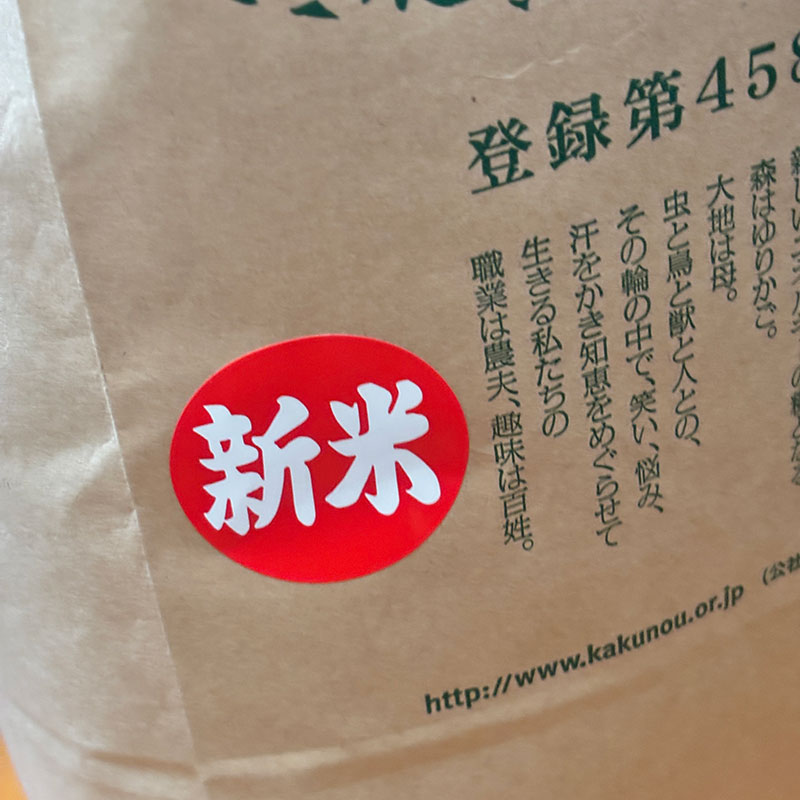 登録第458
森はゆりかご。
大地は母。
虫と鳥と獣と人との、
その輪の中で、笑い、悩み、
汗をかき知恵をめぐらせて
生きる私たちの
職業は農夫、趣味は百姓。
新米
http://www.kakunou.or.jp
(公社